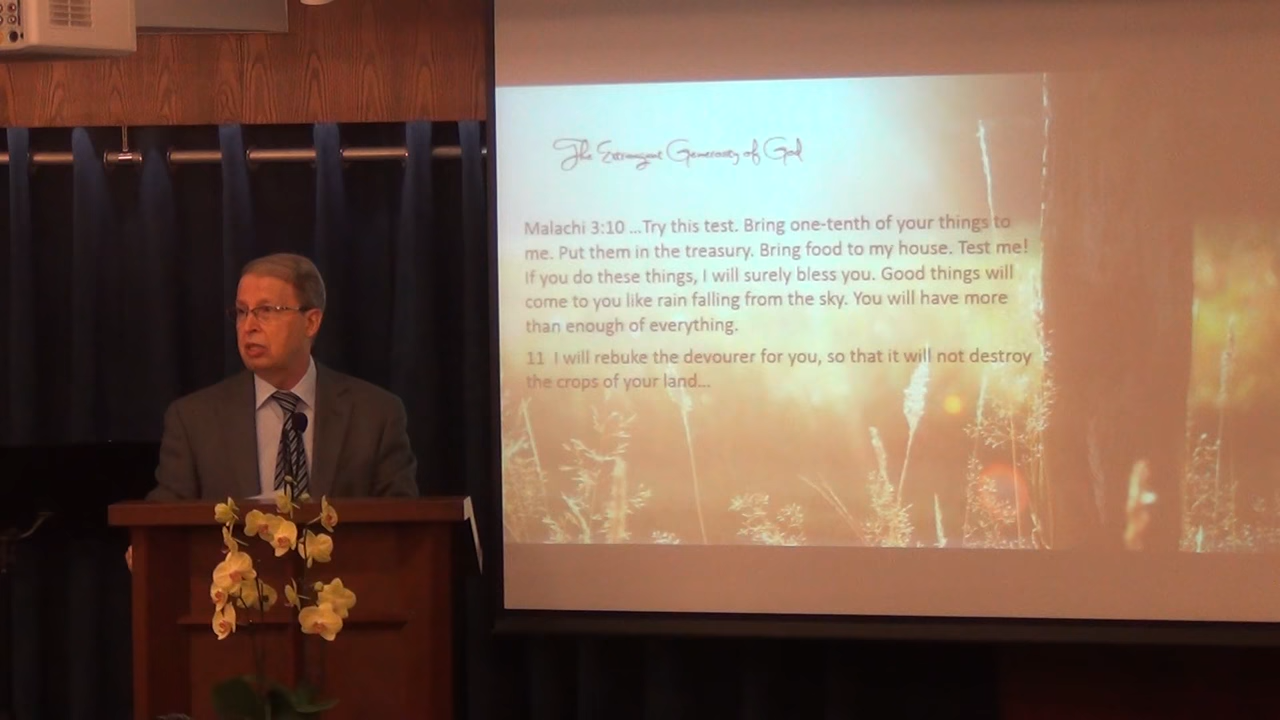 The Extravagant Generosity of God
Malachi 3:10 ...Try this test. Bring one-tenth of your things to
me. Put them in the treasury. Bring food to my house. Test me!
If you do these things, I will surely bless you. Good things will
come to you like rain falling from the sky. You will have more
than enough of everything.
11 I will rebuke the devourer for you, so that it will not destroy
the crops of your land...